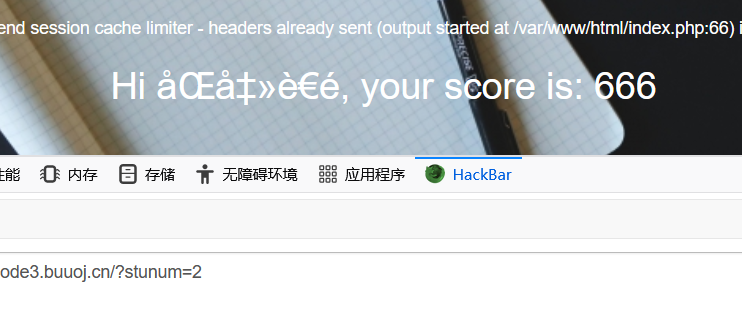 end session cache limiter - headers already sent (output started at /var/www/html/index.php:66) i
Hi åŒå‡»è€é, your score is: 666
性能 内存 存储 无障碍环境 应用程序 HackBar
ode3.buuoj.cn/?stunum=2